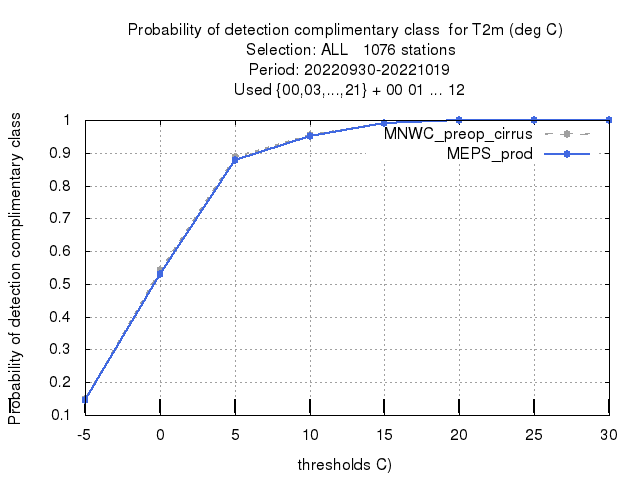 Probability of detection complimentary class  for T2m (deg C)
Selection: ALL   1076 stations
Period: 20220930-20221019
Used {00,03,...,21} + 00 01 ... 12
Probability of detection complimentary class
1
0.9
0.8
0.7
0.6
0.5
0.4
0.3
0.2
0.1
MNWC_preop_cirrus
MEPS_prod
-5 0 5 10 15 20 25 30
thresholds C)